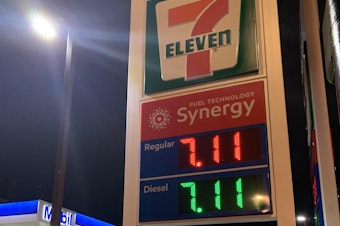 7
ELEVEN
FUEL TECHNOLOGY
Synergy
Regular 7.11
Diesel 7.11
Mobil